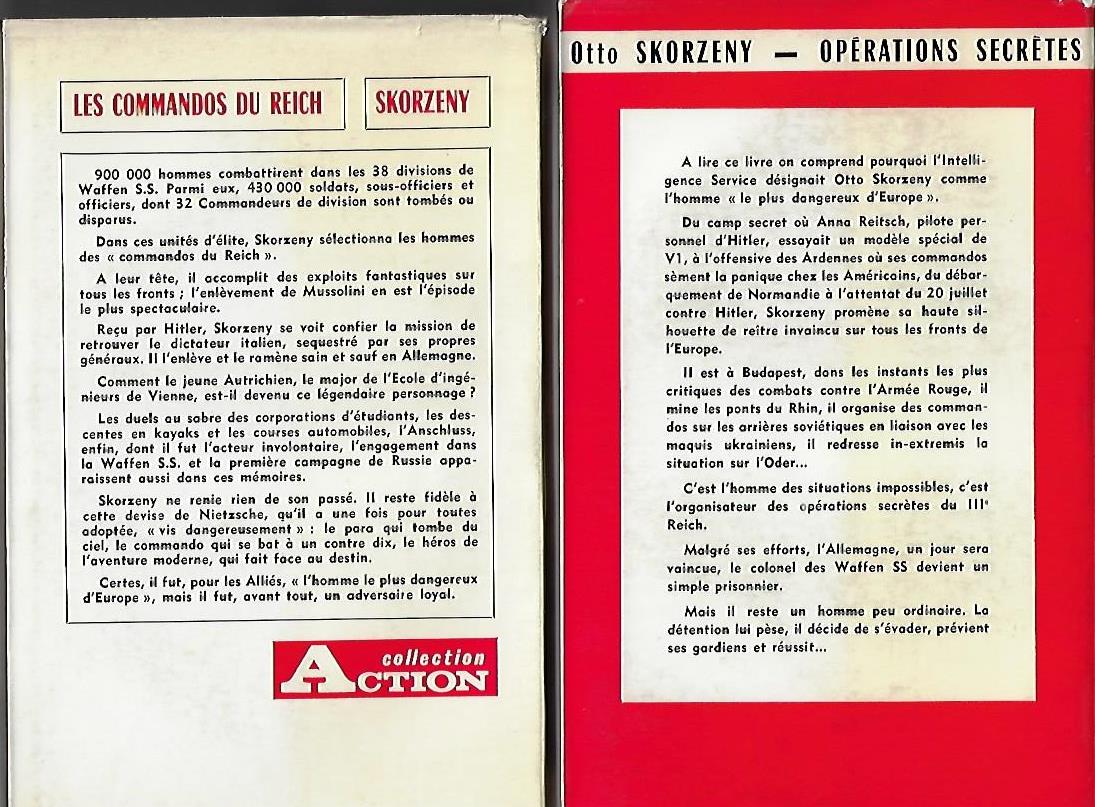 LES COMMANDOS DU REICH
SKORZENY
900 000 hommes combattirent dans les 38 divisions de
Waffen S.S. Parmi eux, 430 000 soldats, sous-officiers et
officiers, dont 32 Commandeurs de division sont tombés ou
disparus.
Dans ces unités d'élite, Skorzeny sélectionna les hommes
des « commandos du Reich ».
A leur tête, il accomplit des exploits fantastiques sur
tous les fronts ; l'enlèvement de Mussolini en est l'épisode
le plus spectaculaire.
Reçu par Hitler, Skorzeny se voit confier la mission de
retrouver le dictateur italien, sequestré par ses propres
généraux. Il l'enlève et le ramène sain et sauf en Allemagne.
Comment le jeune Autrichien, le major de l'Ecole d'ingé-
nieurs de Vienne, est-il devenu ce légendaire personnage ?
Les duels au sabre des corporations d'étudiants, les des-
centes en kayaks et les courses automobiles, l'Anschluss,
enfin, dont il fut l'acteur involontaire, l'engagement dans
la Waffen S.S. et la première campagne de Russie appa-
raissent aussi dans ces mémoires.
Skorzeny ne renie rien de son passé. Il reste fidèle à
cette devise de Nietzsche, qu'il a une fois pour toutes
adoptée, « vis dangereusement » : le para qui tombe du
ciel, le commando qui se bat à un contre dix, le héros de
l'aventure moderne, qui fait face au destin.
Certes, il fut, pour les Alliés, « l'homme le plus dangereux
d'Europe », mais il fut, avant tout, un adversaire loyal.
collection
ACTION
Otto SKORZENY — OPÉRATIONS SECRÈTES
A lire ce livre on comprend pourquoi l'Intelli-
gence Service désignait Otto Skorzeny comme
l'homme « le plus dangereux d'Europe ».
Du camp secret où Anna Reitsch, pilote per-
sonnel d'Hitler, essayait un modèle spécial de
V1, à l'offensive des Ardennes où ses commandos
sèment la panique chez les Américains, du débar-
quement de Normandie à l'attentat du 20 juillet
contre Hitler, Skorzeny promène sa haute sil-
houette de reitre invaincu sur tous les fronts de
l'Europe.
Il est à Budapest, dans les instants les plus
critiques des combats contre l'Armée Rouge, il
mine les ponts du Rhin, il organise des comman-
dos sur les arrières soviétiques en liaison avec les
maquis ukrainiens, il redresse in-extremis la
situation sur l'Oder...
C'est l'homme des situations impossibles, c'est
l'organisateur des opérations secrètes du IIIe
Reich.
Malgré ses efforts, l'Allemagne, un jour sera
vaincue, le colonel des Waffen SS devient un
simple prisonnier.
Mais il reste un homme peu ordinaire. La
détention lui pèse, il décide de s'évader, prévient
ses gardiens et réussit...